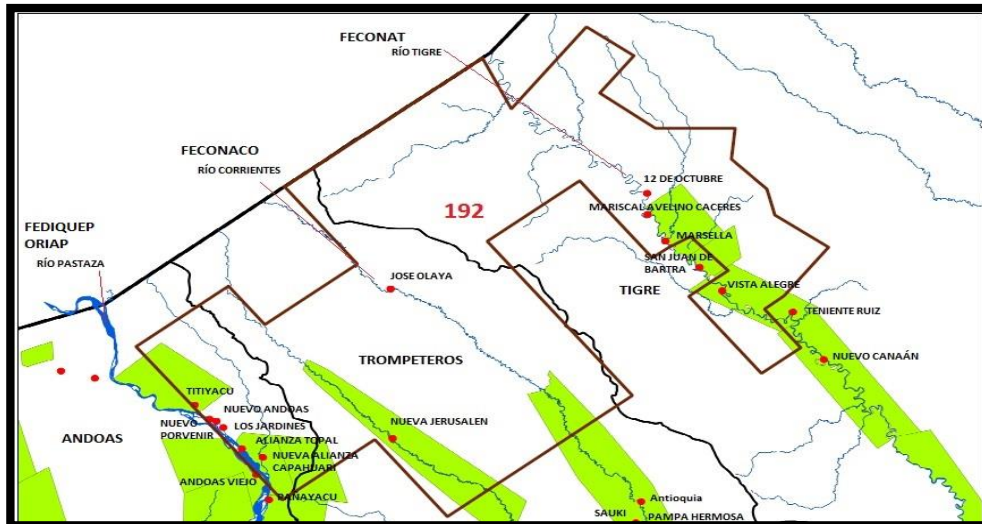 FECONAT
RÍO TIGRE
FECONACO
RÍO CORRIENTES
12 DE OCTUBRE
MARISCAL AVELINO CACERES
192
FEDIQUEP
ORIAP
MARSELLA
SAN JUAN DE
BARTRA
RÍO PASTAZA
JOSE OLAYA
TIGRE
VISTA ALEGRE
TENIENTE RUIZ
TROMPETEROS
NUEVO CANAÁN
TITIYACU
NUEVO ANDOAS
NUEVO
PORVENIR
LOS JARDINES
NUEVA JERUSALEN
ANDOAS
ALIANZA TOPAL
NUEVA ALIANZA
CAPAHUARI
ANDOAS VIEJO
PANAYACU
Antioquia
SAUKI
PAMPA HERMOSA